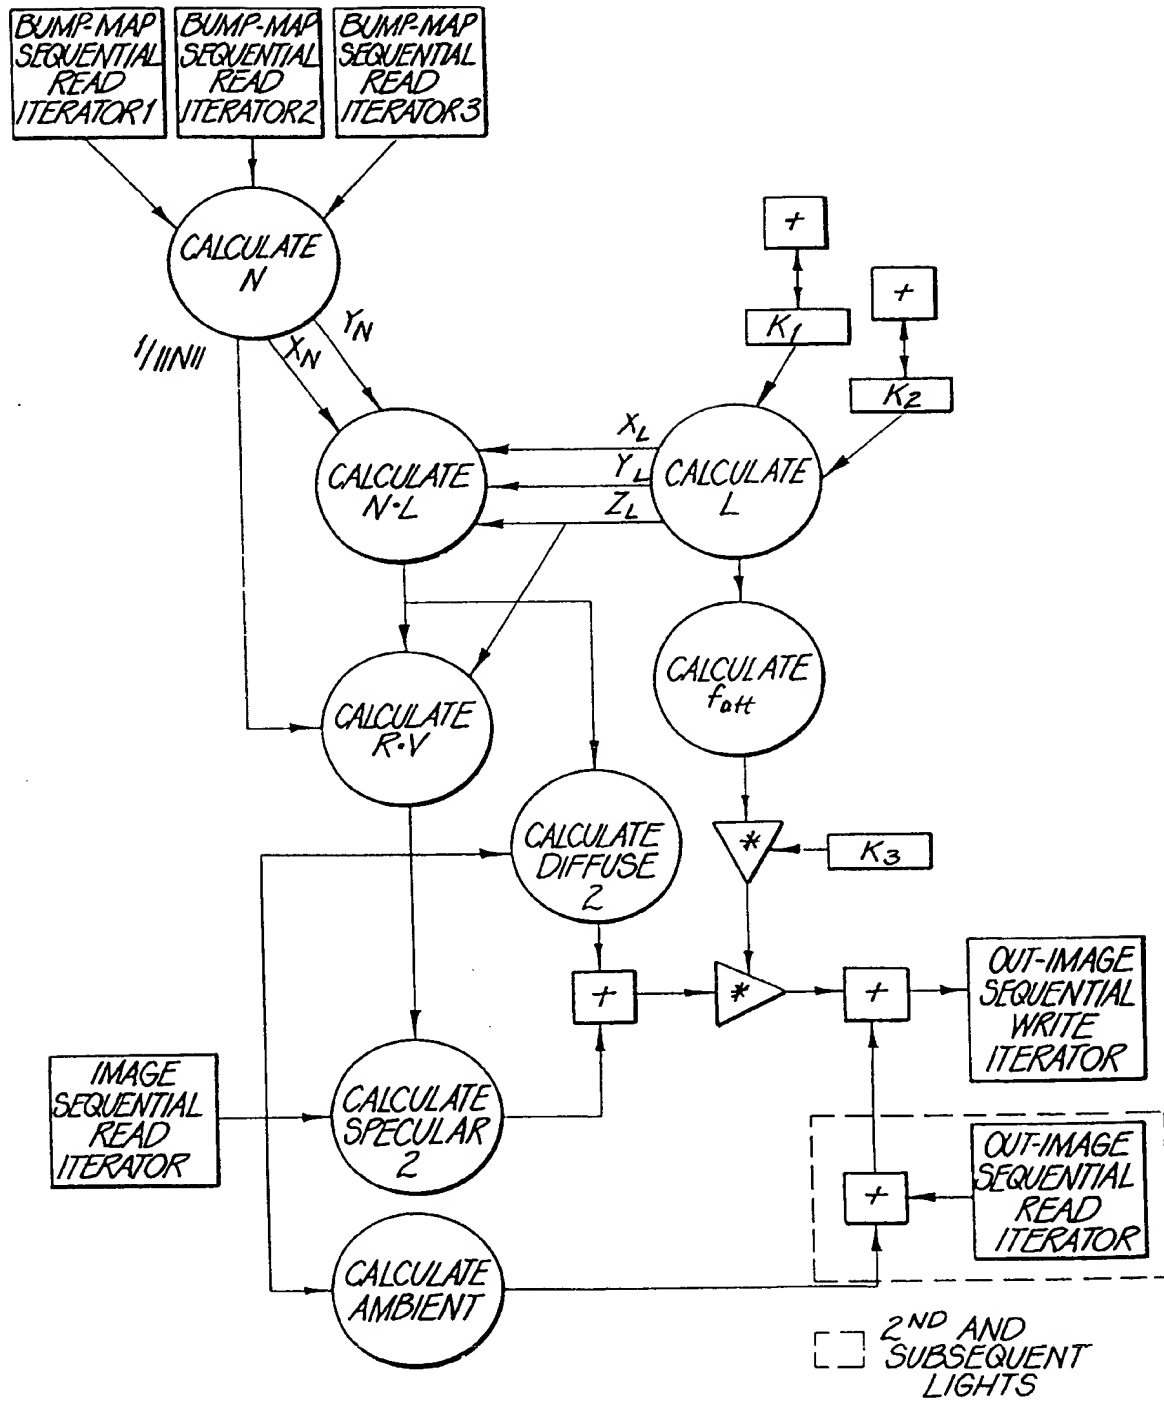 BUMP-MAP
SEQUENTIAL
READ
ITERATOR1
BUMP-MAP
SEQUENTIAL
READ
ITERATOR2
BUMP-MAP
SEQUENTIAL
READ
ITERATOR3
CALCULATE
N
+
+
K1
K2
1/||N||
XN
YN
CALCULATE
N·L
XL
YL
ZL
CALCULATE
L
CALCULATE
R·V
CALCULATE
fatt
CALCULATE
DIFFUSE
2
*
K3
+
*
+
OUT-IMAGE
SEQUENTIAL
WRITE
ITERATOR
IMAGE
SEQUENTIAL
READ
ITERATOR
CALCULATE
SPECULAR
2
+
OUT-IMAGE
SEQUENTIAL
READ
ITERATOR
CALCULATE
AMBIENT
2ND AND
SUBSEQUENT
LIGHTS